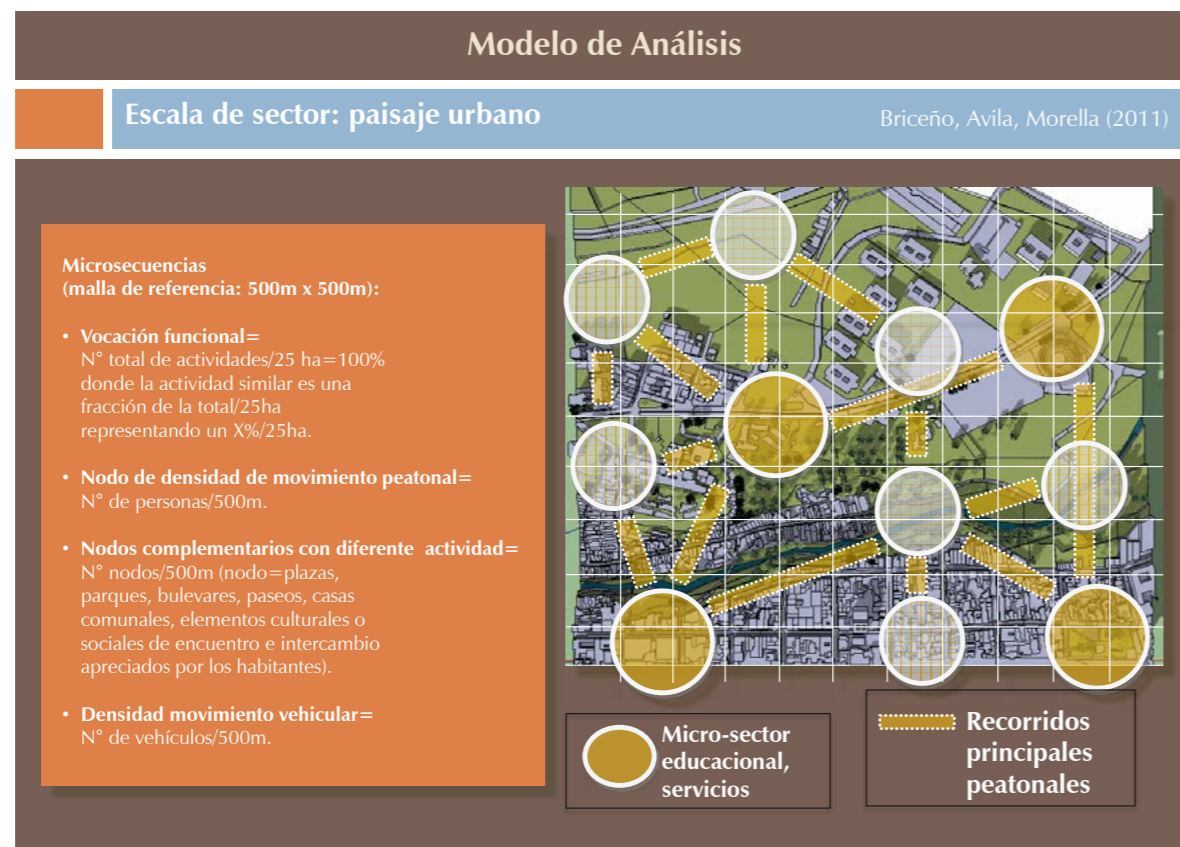 Modelo de Análisis
Escala de sector: paisaje urbano
Briceño, Avila, Morella (2011)
Microsecuencias
(malla de referencia: 500m x 500m):
• Vocación funcional=
N° total de actividades/25 ha=100%
donde la actividad similar es una
fracción de la total/25ha
representando un X%/25ha.
• Nodo de densidad de movimiento peatonal=
N° de personas/500m.
• Nodos complementarios con diferente actividad=
N° nodos/500m (nodo=plazas,
parques, bulevares, paseos, casas
comunales, elementos culturales o
sociales de encuentro e intercambio
apreciados por los habitantes).
• Densidad movimiento vehicular=
N° de vehículos/500m.
Micro-sector
educacional,
servicios
Recorridos
principales
peatonales